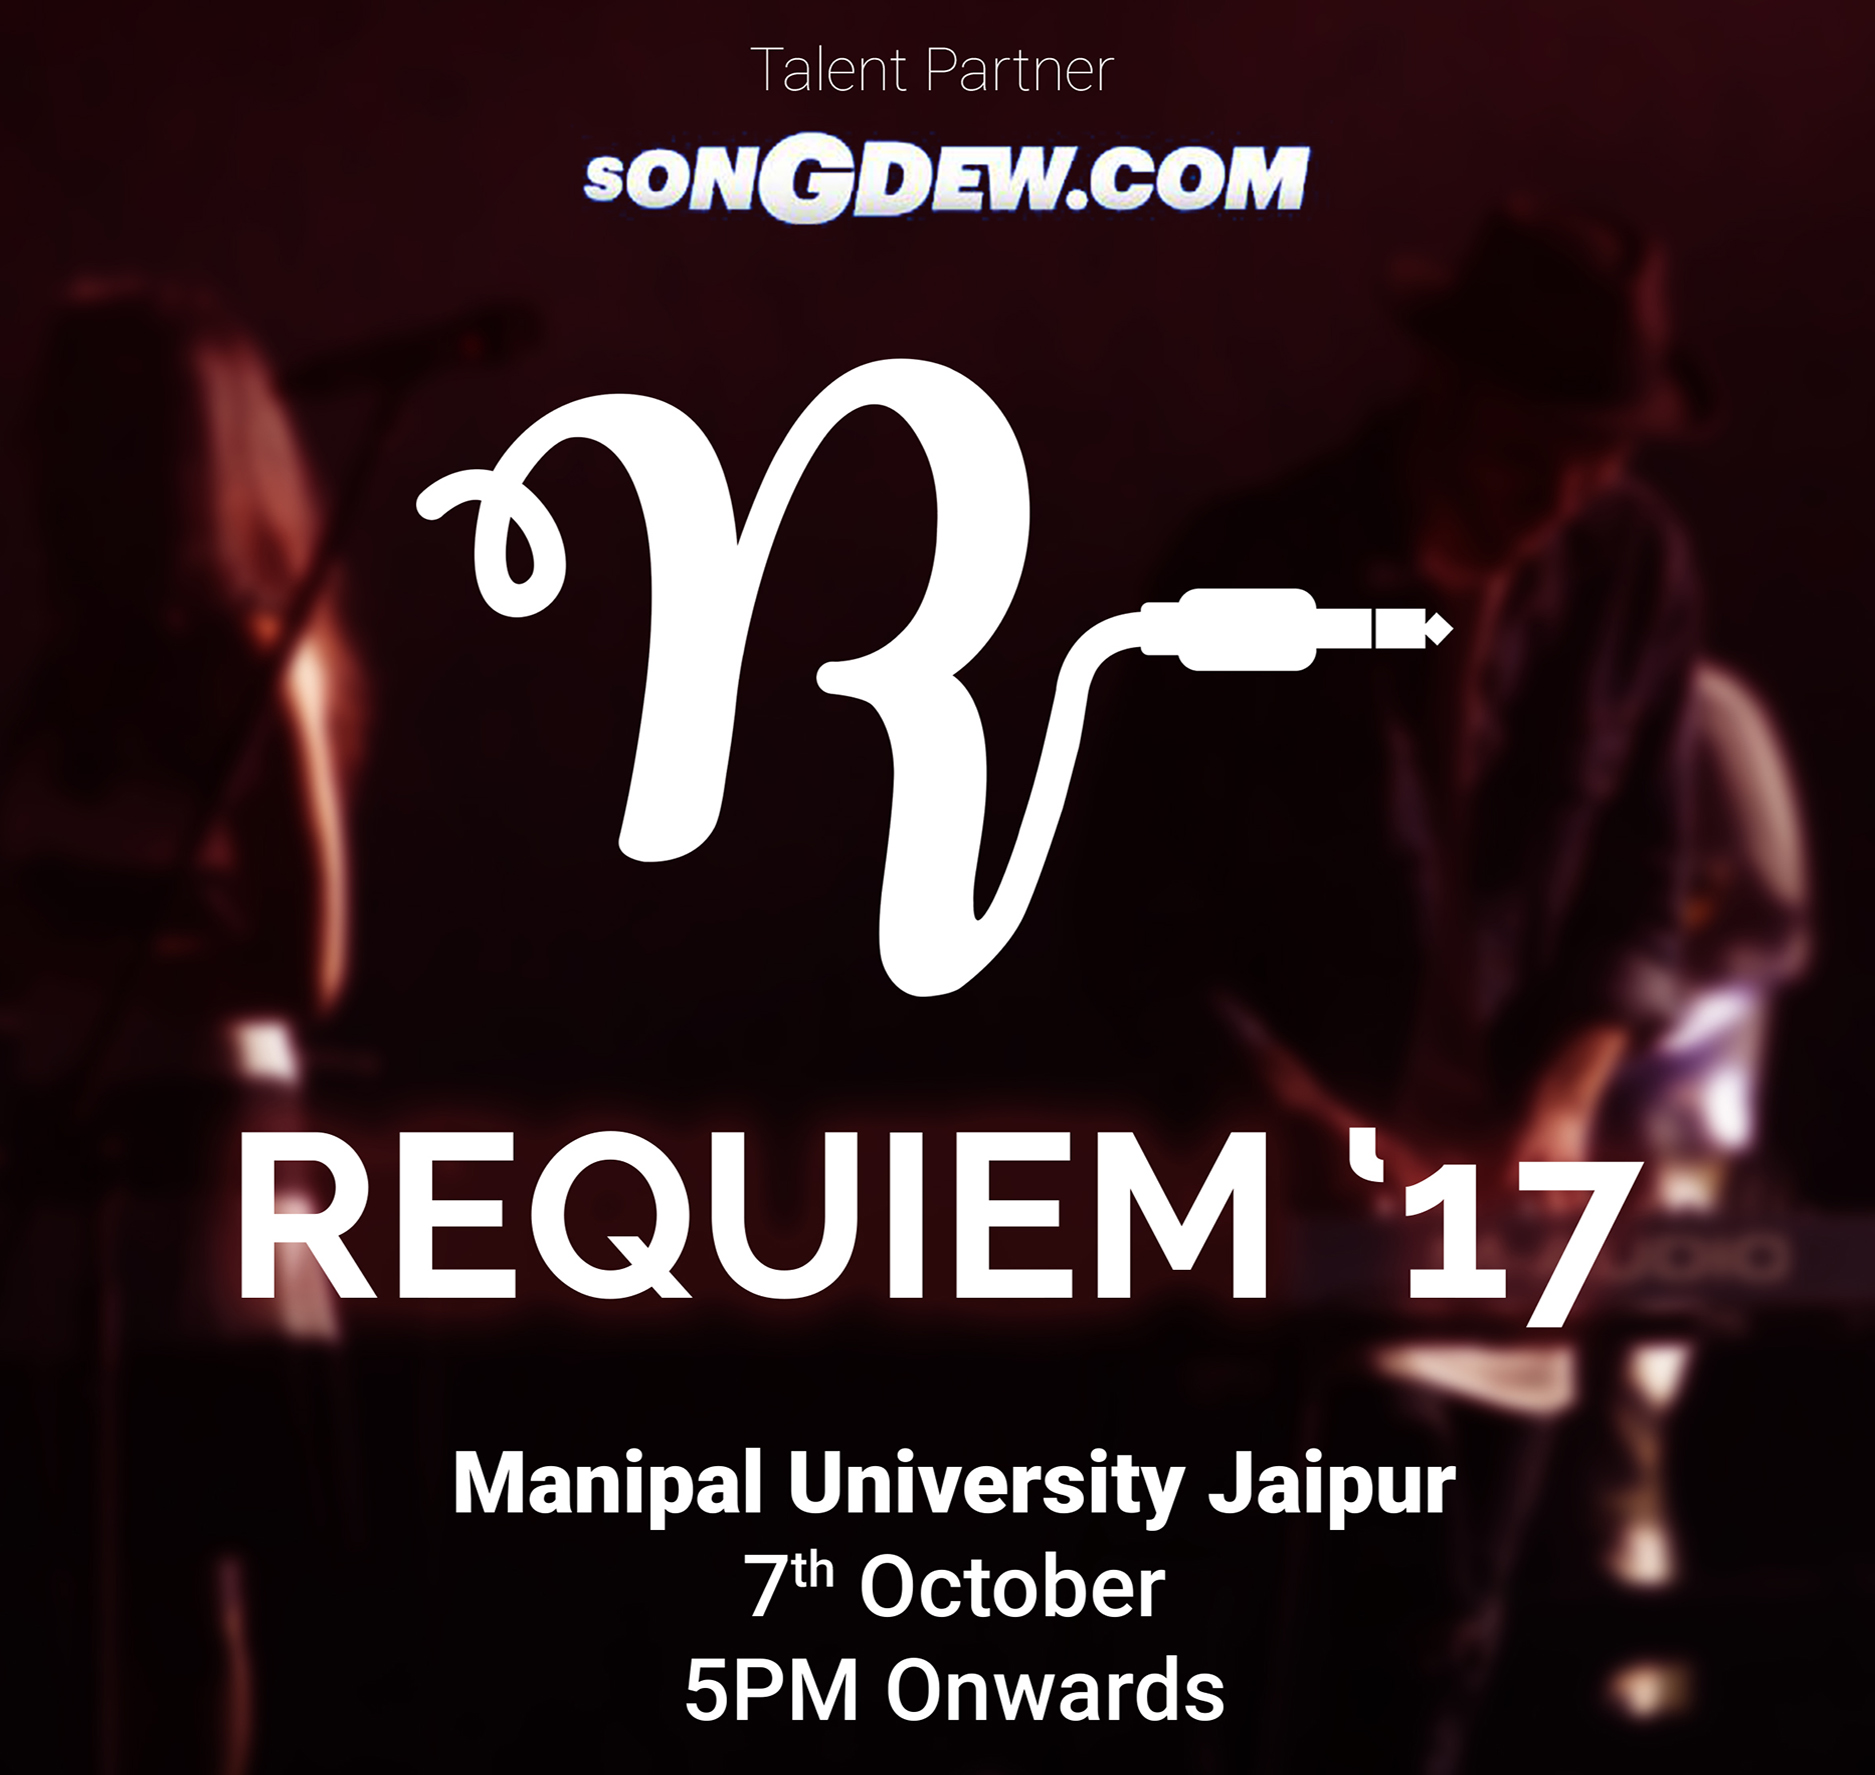 Talent Partner
sONGDEW.COM
R
REQUIEM ‘17
Manipal University Jaipur
7th October
5PM Onwards